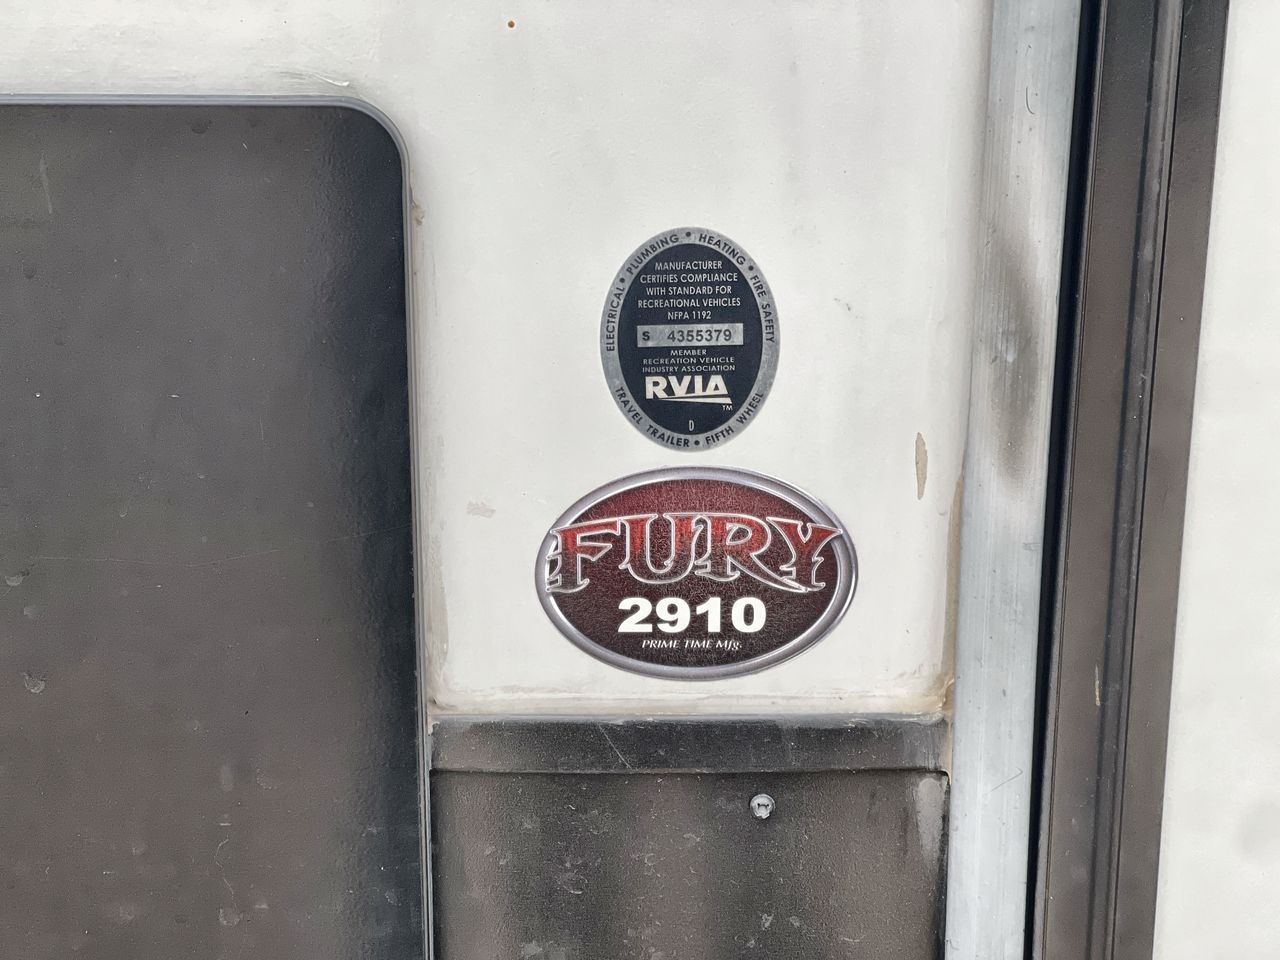 ELECTRICAL • PLUMBING • HEATING • FIRE SAFETY
MANUFACTURER
CERTIFIES COMPLIANCE
WITH STANDARD FOR
RECREATIONAL VEHICLES
NFPA 1192
S 4355379
MEMBER
RECREATION VEHICLE
INDUSTRY ASSOCIATION
RVIA
TM
D
TRAVEL TRAILER • FIFTH WHEEL
FURY
2910
PRIME TIME Mfg.